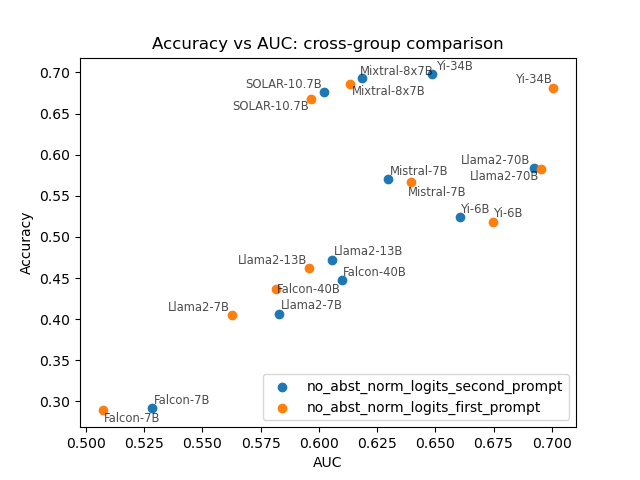 Accuracy vs AUC: cross-group comparison
0.70
0.65
0.60
0.55
0.50
0.45
0.40
0.35
0.30
Accuracy
Yi-34B
Mixtral-8x7B
Yi-34B
SOLAR-10.7B
Mixtral-8x7B
SOLAR-10.7B
Llama2-70B
Mistral-7B
Llama2-70B
Mistral-7B
Yi-6B
Yi-6B
Llama2-13B
Llama2-13B
Falcon-40B
Falcon-40B
Llama2-7B
Llama2-7B
Falcon-7B
Falcon-7B
no_abst_norm_logits_second_prompt
no_abst_norm_logits_first_prompt
0.500
0.525
0.550
0.575
0.600
0.625
0.650
0.675
0.700
AUC